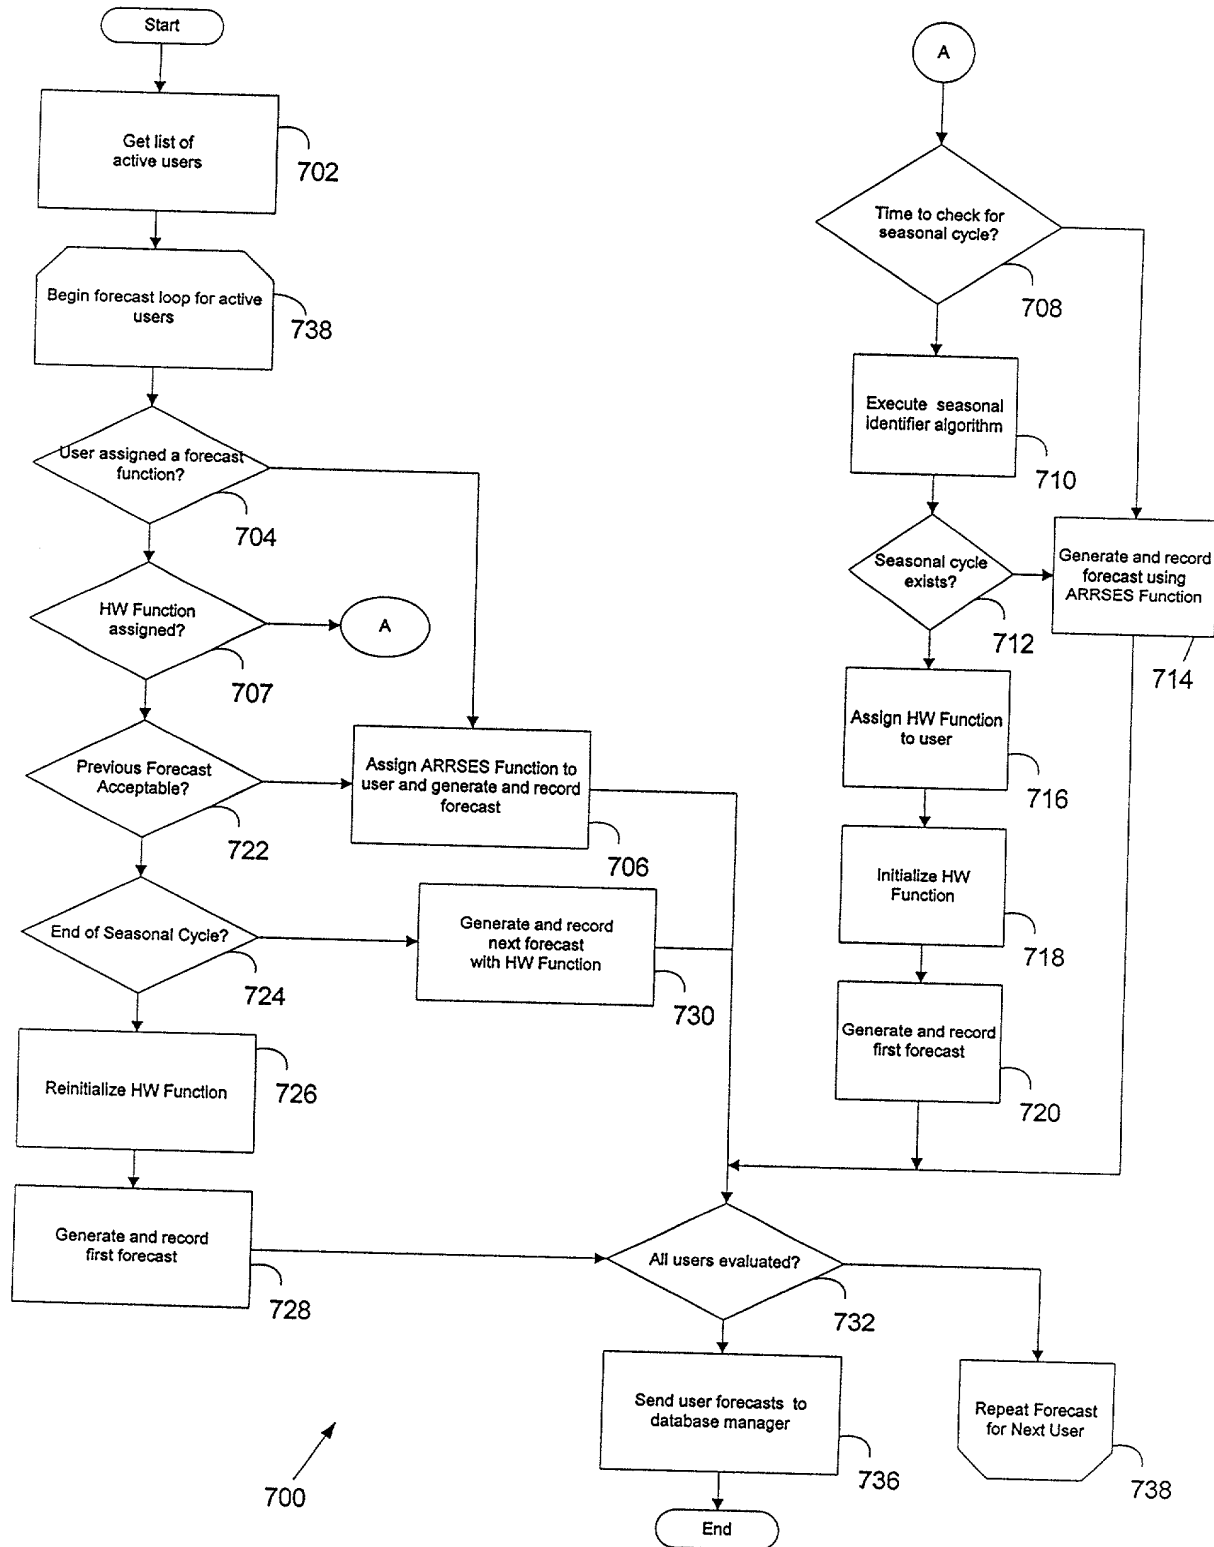 Start
Get list of
active users
702
Begin forecast loop for active
users
738
User assigned a forecast
function?
704
HW Function
assigned?
707
A
Previous Forecast
Acceptable?
722
Assign ARRSES Function to
user and generate and record
forecast
706
End of Seasonal Cycle?
724
Generate and record
next forecast
with HW Function
730
Reinitialize HW Function
726
Generate and record
first forecast
728
A
Time to check for
seasonal cycle?
708
Execute seasonal
identifier algorithm
710
Seasonal cycle
exists?
712
Generate and record
forecast using
ARRSES Function
714
Assign HW Function
to user
716
Initialize HW
Function
718
Generate and record
first forecast
720
All users evaluated?
732
Send user forecasts to
database manager
736
Repeat Forecast
for Next User
738
End
700